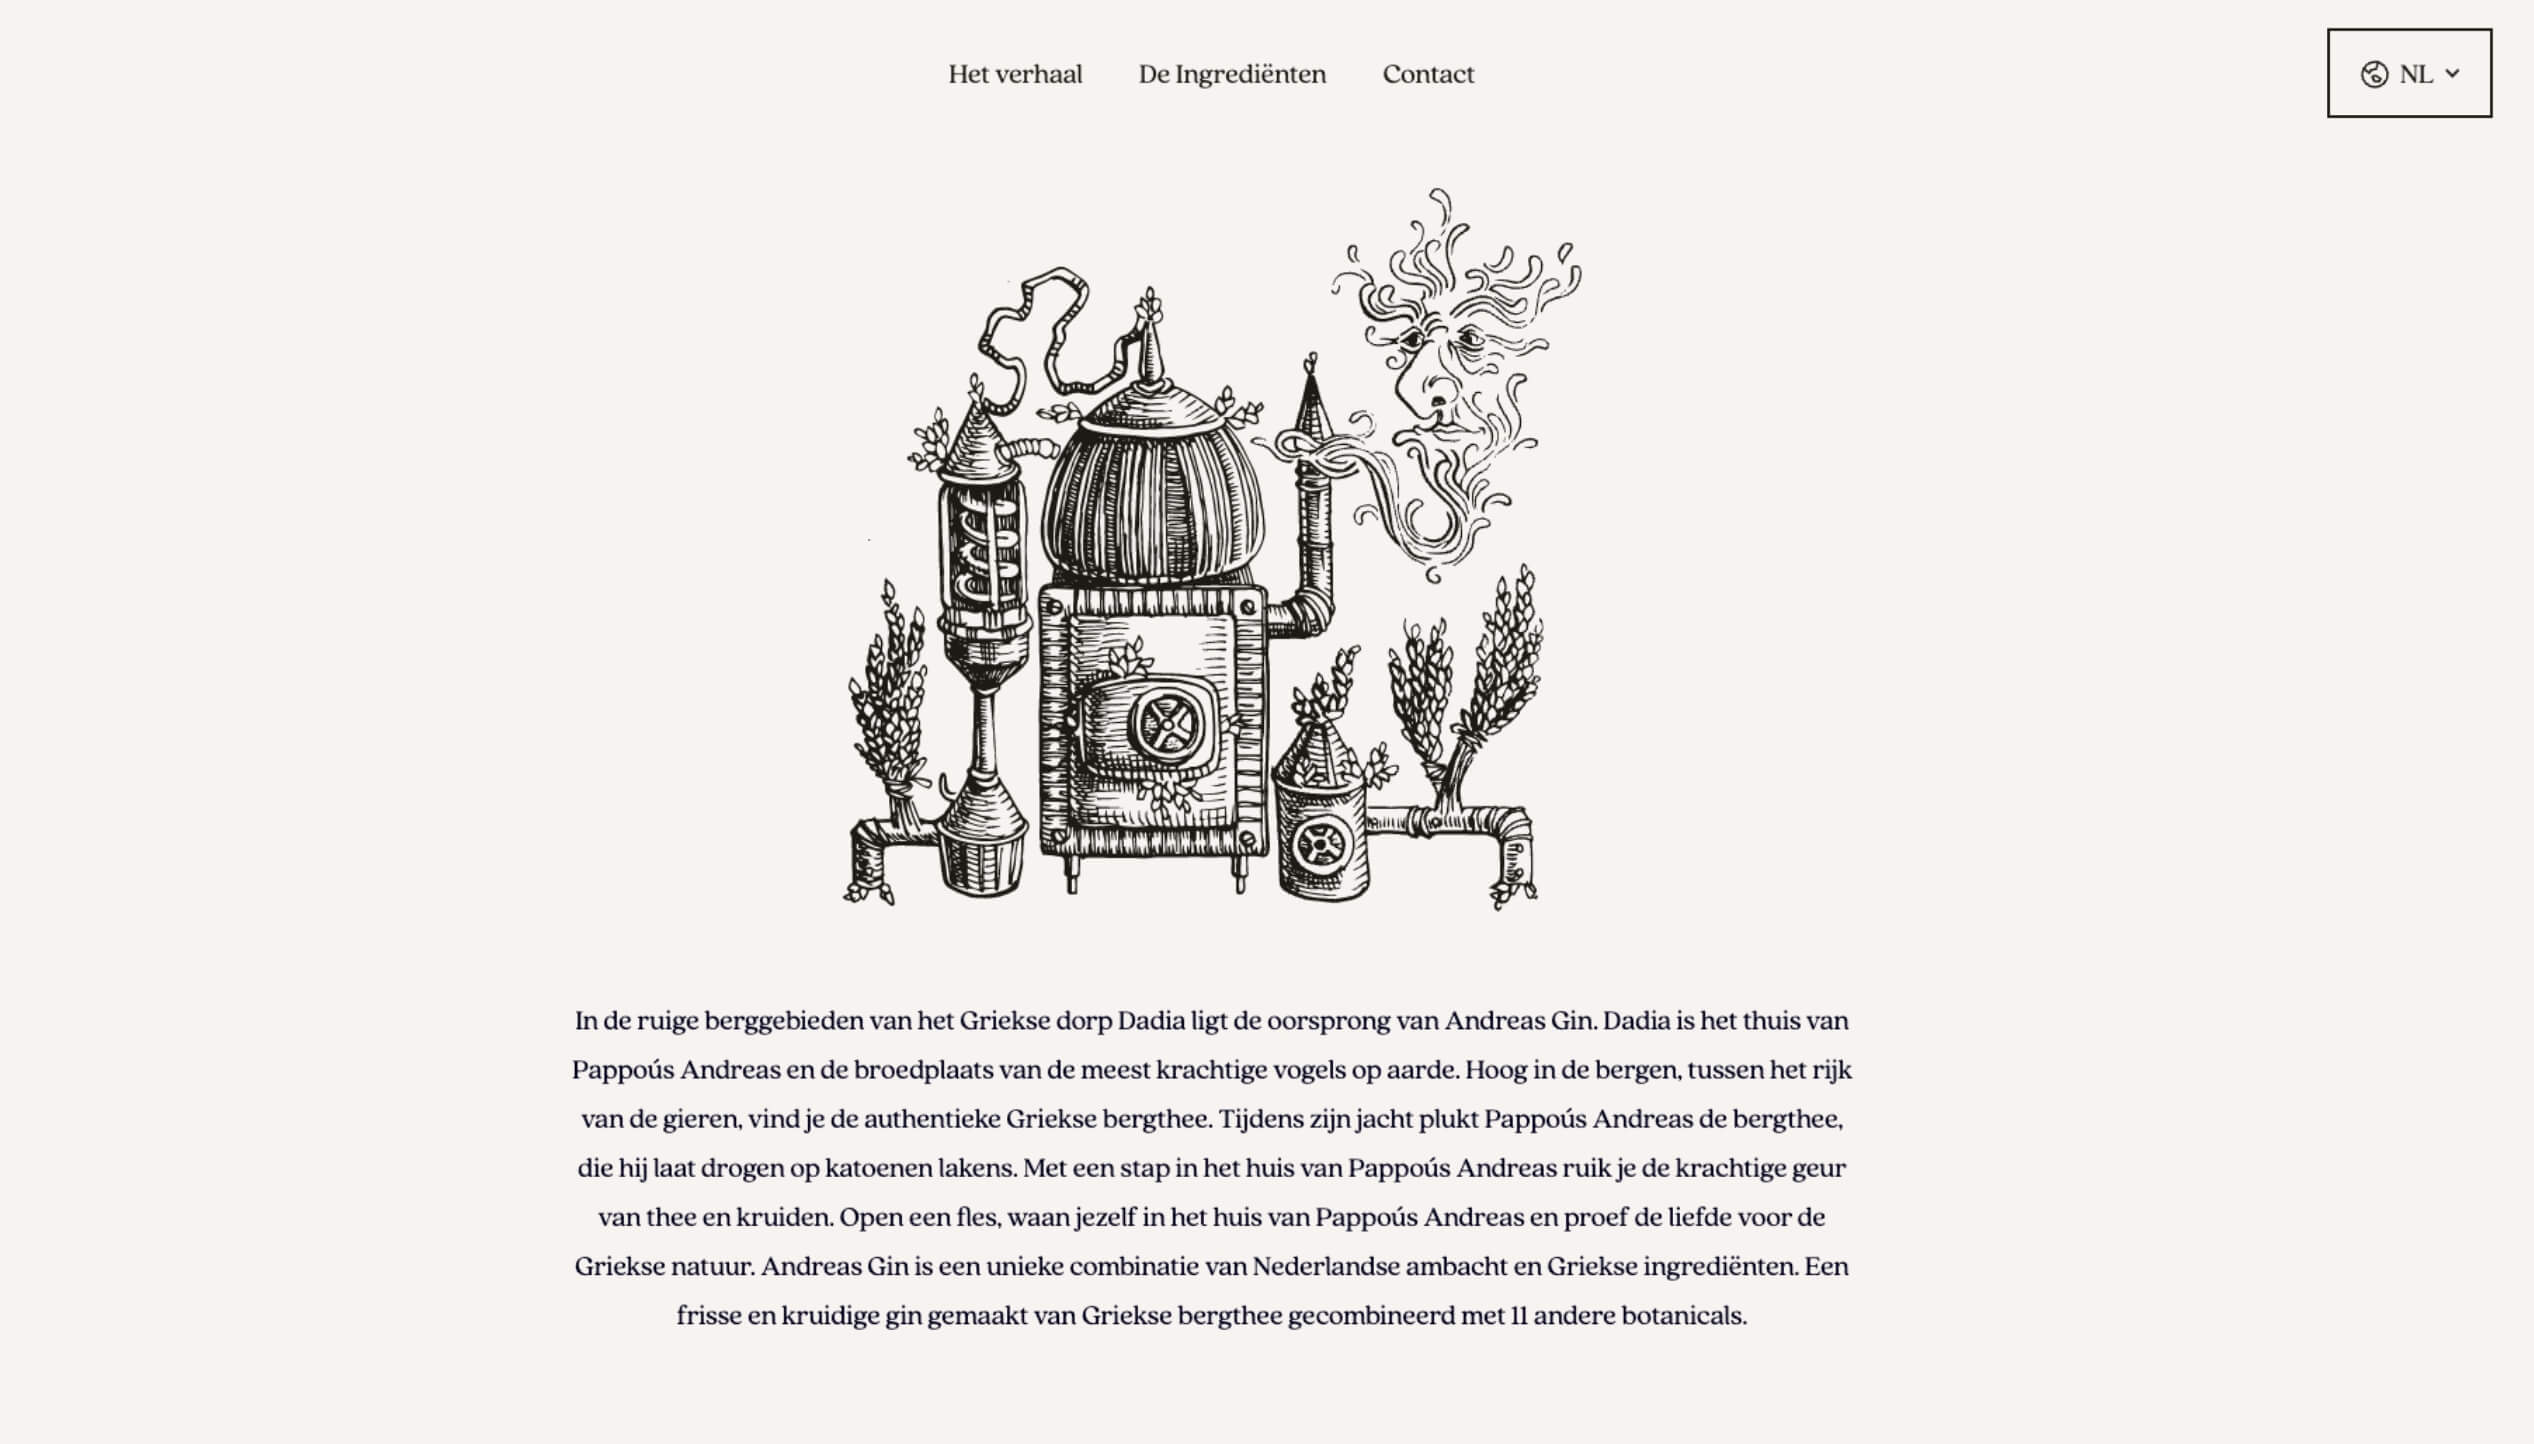 Het verhaal
De Ingrediënten
Contact
NL
In de ruige berggebieden van het Griekse dorp Dadia ligt de oorsprong van Andreas Gin. Dadia is het thuis van
Pappoús Andreas en de broedplaats van de meest krachtige vogels op aarde. Hoog in de bergen, tussen het rijk
van de gieren, vind je de authentieke Griekse bergthee. Tijdens zijn jacht plukt Pappoús Andreas de bergthee,
die hij laat drogen op katoenen lakens. Met een stap in het huis van Pappoús Andreas ruik je de krachtige geur
van thee en kruiden. Open een fles, waan jezelf in het huis van Pappoús Andreas en proef de liefde voor de
Griekse natuur. Andreas Gin is een unieke combinatie van Nederlandse ambacht en Griekse ingrediënten. Een
frisse en kruidige gin gemaakt van Griekse bergthee gecombineerd met 11 andere botanicals.